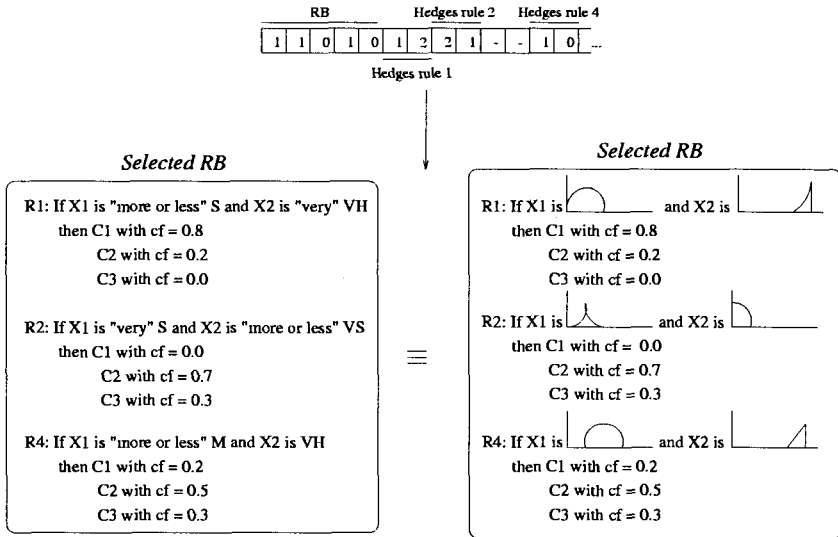 RB Hedges rule 2 Hedges rule 4
1 1 0 1 0 1 2 2 1 - - 1 0 ...
Hedges rule 1
Selected RB
R1: If X1 is "more or less" S and X2 is "very" VH
then C1 with cf = 0.8
C2 with cf = 0.2
C3 with cf = 0.0
R2: If X1 is "very" S and X2 is "more or less" VS
then C1 with cf = 0.0
C2 with cf = 0.7
C3 with cf = 0.3
R4: If X1 is "more or less" M and X2 is VH
then C1 with cf = 0.2
C2 with cf = 0.5
C3 with cf = 0.3
≡
Selected RB
R1: If X1 is and X2 is
then C1 with cf = 0.8
C2 with cf = 0.2
C3 with cf = 0.0
R2: If X1 is and X2 is
then C1 with cf = 0.0
C2 with cf = 0.7
C3 with cf = 0.3
R4: If X1 is and X2 is
then C1 with cf = 0.2
C2 with cf = 0.5
C3 with cf = 0.3